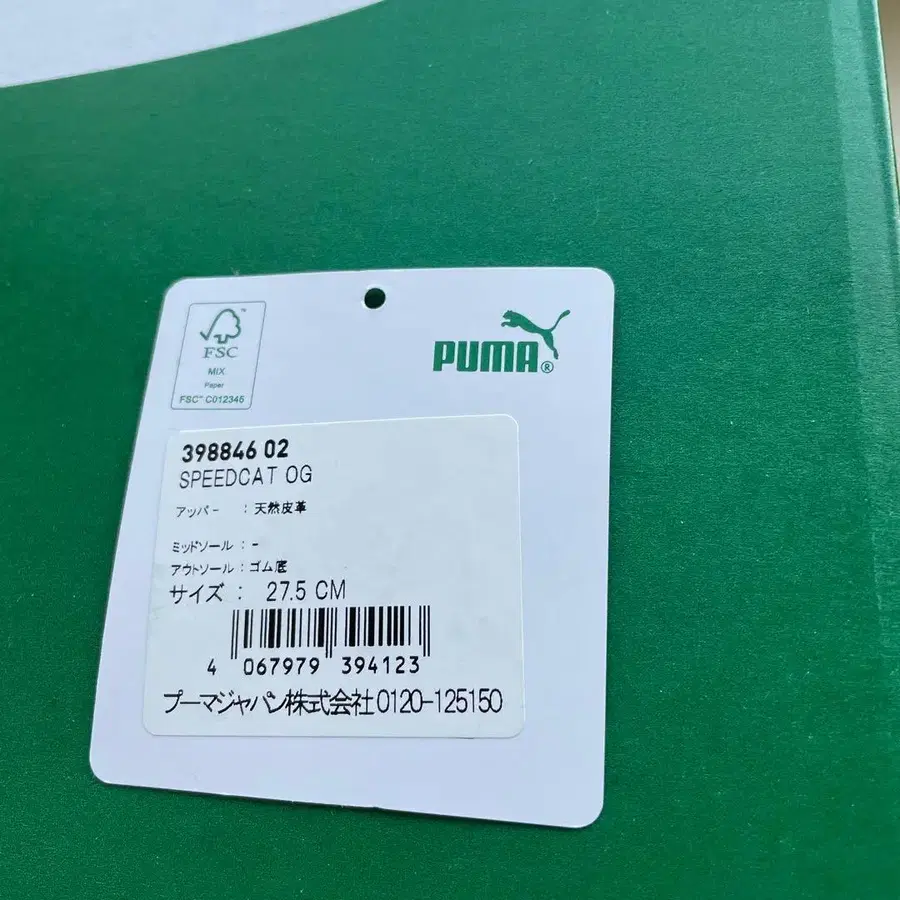 FSC™
MIX
Paper
FSC™ C012345
PUMA®
398846 02
SPEEDCAT OG
アッパー : 天然皮革
ミッドソール : -
アウトソール : ゴム底
サイズ : 27.5 CM
4 067979 394123
プーマジャパン株式会社0120-125150